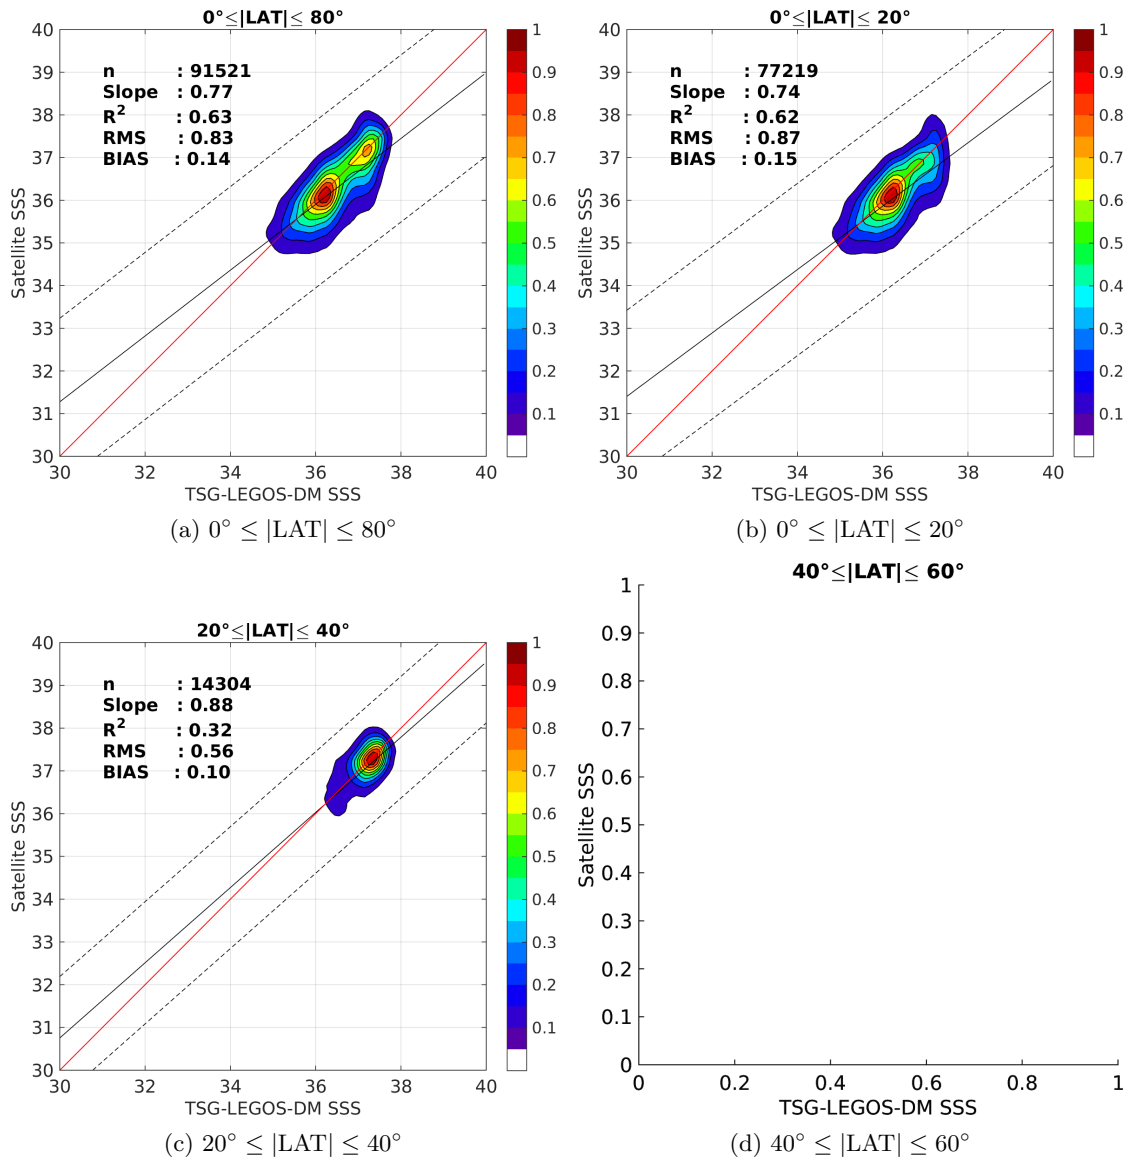 0°≤|LAT|≤ 80°
40
39
38
37
36
35
34
33
32
31
30
n : 91521
Slope : 0.77
R² : 0.63
RMS : 0.83
BIAS : 0.14
Satellite SSS
30 32 34 36 38 40
TSG-LEGOS-DM SSS
1
0.9
0.8
0.7
0.6
0.5
0.4
0.3
0.2
0.1
(a) 0° ≤ |LAT| ≤ 80°
0°≤|LAT|≤ 20°
40
39
38
37
36
35
34
33
32
31
30
n : 77219
Slope : 0.74
R² : 0.62
RMS : 0.87
BIAS : 0.15
Satellite SSS
30 32 34 36 38 40
TSG-LEGOS-DM SSS
1
0.9
0.8
0.7
0.6
0.5
0.4
0.3
0.2
0.1
(b) 0° ≤ |LAT| ≤ 20°
20°≤|LAT|≤ 40°
40
39
38
37
36
35
34
33
32
31
30
n : 14304
Slope : 0.88
R² : 0.32
RMS : 0.56
BIAS : 0.10
Satellite SSS
30 32 34 36 38 40
TSG-LEGOS-DM SSS
1
0.9
0.8
0.7
0.6
0.5
0.4
0.3
0.2
0.1
(c) 20° ≤ |LAT| ≤ 40°
40°≤|LAT|≤ 60°
1
0.9
0.8
0.7
0.6
0.5
0.4
0.3
0.2
0.1
0
Satellite SSS
0 0.2 0.4 0.6 0.8 1
TSG-LEGOS-DM SSS
(d) 40° ≤ |LAT| ≤ 60°